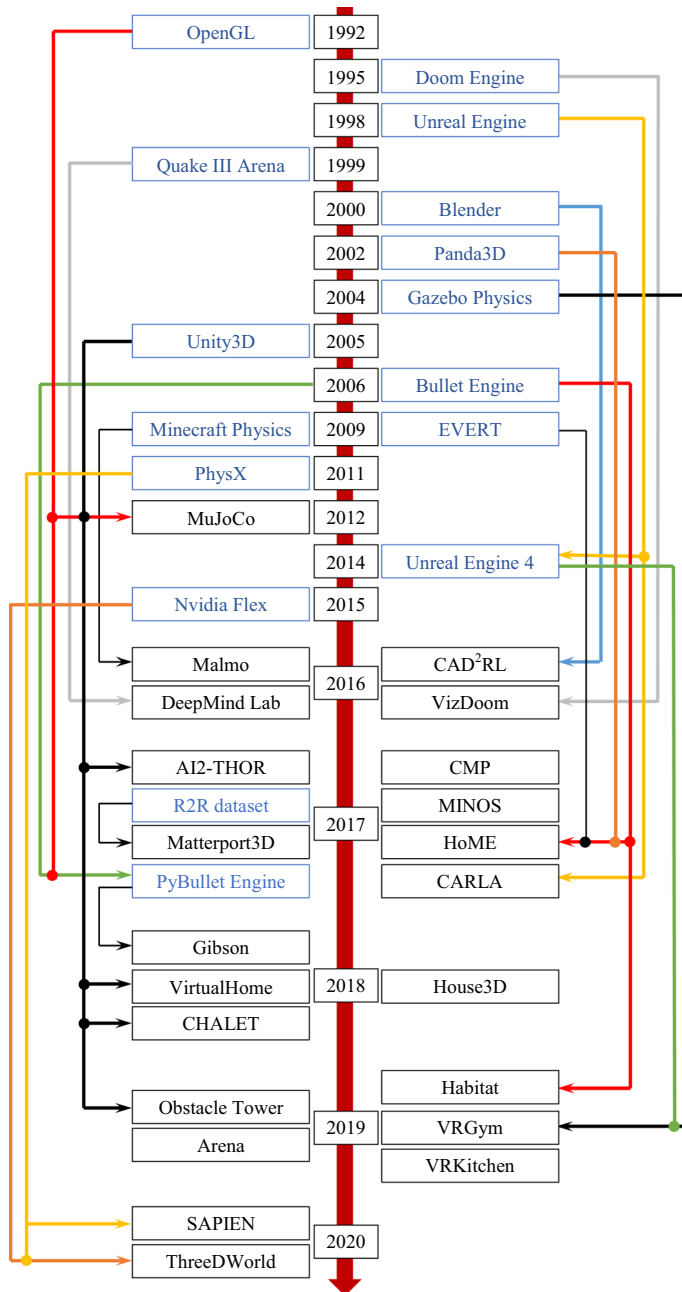 OpenGL 1992
1995 Doom Engine
1998 Unreal Engine
Quake III Arena 1999
2000 Blender
2002 Panda3D
2004 Gazebo Physics
Unity3D 2005
2006 Bullet Engine
Minecraft Physics 2009 EVERT
PhysX 2011
MuJoCo 2012
2014 Unreal Engine 4
Nvidia Flex 2015
Malmo CAD²RL
2016
DeepMind Lab VizDoom
AI2-THOR CMP
R2R dataset MINOS
2017
Matterport3D HoME
PyBullet Engine CARLA
Gibson
VirtualHome 2018 House3D
CHALET
Habitat
Obstacle Tower
2019 VRGym
Arena
VRKitchen
SAPIEN
2020
ThreeDWorld